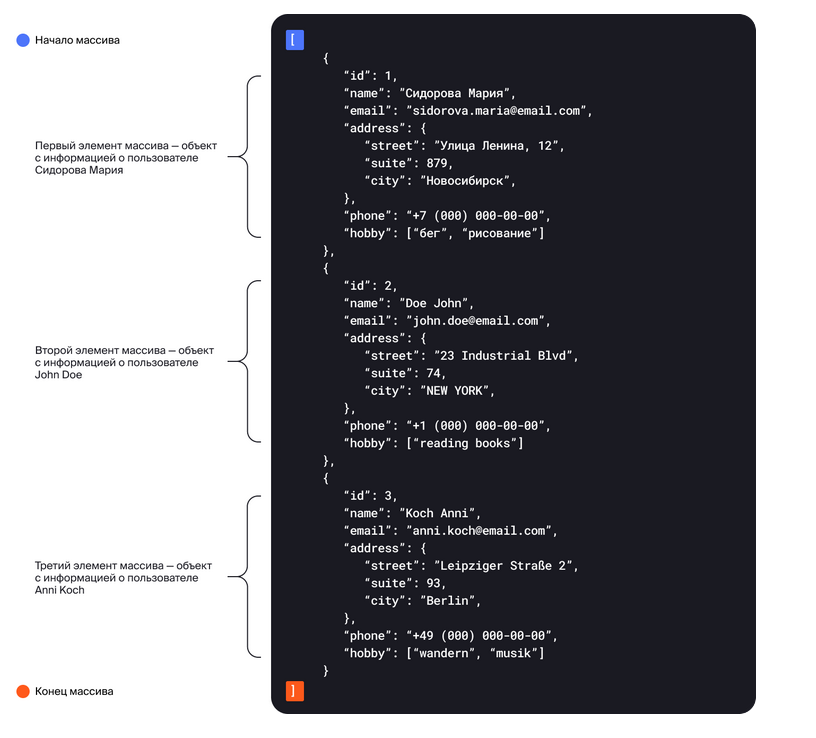 Начало массива
[
{
“id”: 1,
“name”: “Сидорова Мария”,
“email”: “sidorova.maria@email.com”,
“address”: {
“street”: “Улица Ленина, 12”,
“suite”: 879,
“city”: “Новосибирск”,
},
“phone”: “+7 (000) 000-00-00”,
“hobby”: [“бег”, “рисование”]
},
Первый элемент массива — объект
с информацией о пользователе
Сидорова Мария
{
“id”: 2,
“name”: “Doe John”,
“email”: “john.doe@email.com”,
“address”: {
“street”: “23 Industrial Blvd”,
“suite”: 74,
“city”: “NEW YORK”,
},
“phone”: “+1 (000) 000-00-00”,
“hobby”: [“reading books”]
},
Второй элемент массива — объект
с информацией о пользователе
John Doe
{
“id”: 3,
“name”: “Koch Anni”,
“email”: “anni.koch@email.com”,
“address”: {
“street”: “Leipziger Straße 2”,
“suite”: 93,
“city”: “Berlin”,
},
“phone”: “+49 (000) 000-00-00”,
“hobby”: [“wandern”, “musik”]
}
Третий элемент массива — объект
с информацией о пользователе
Anni Koch
Конец массива
]